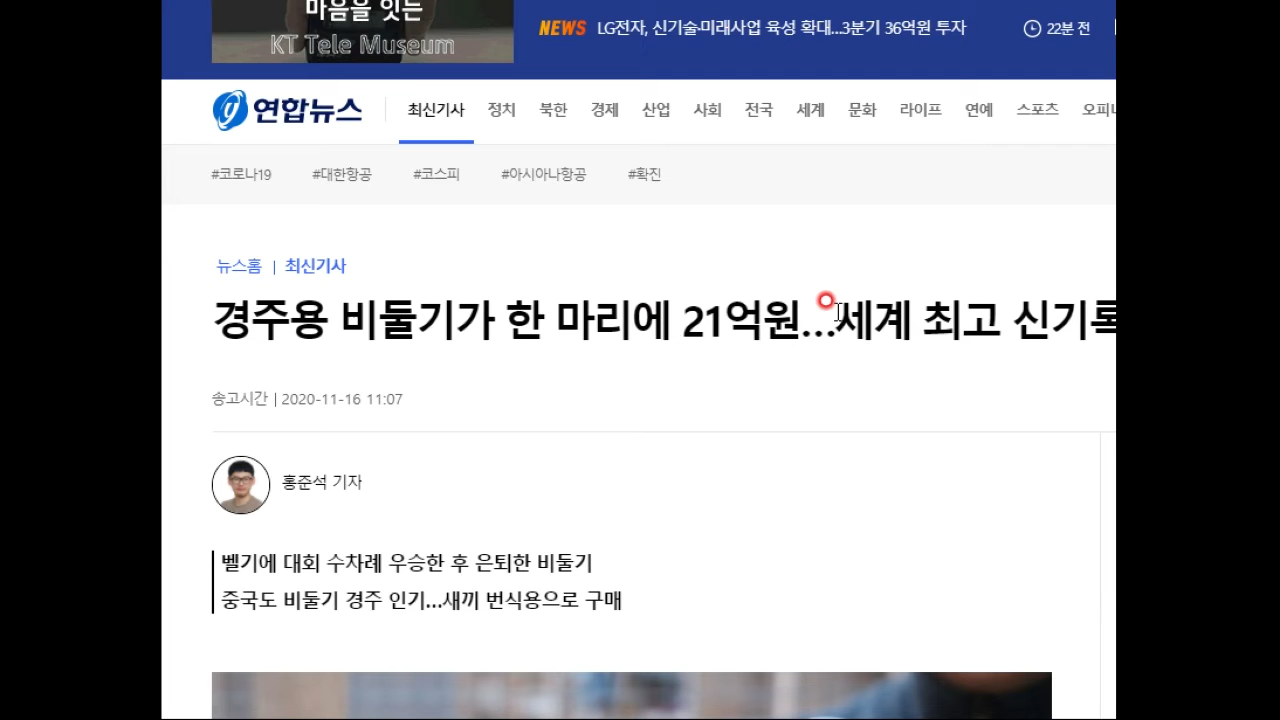 마음을 잇는
KT Tele Museum
NEWS LG전자, 신기술·미래사업 육성 확대...3분기 36억원 투자 22분 전
연합뉴스 최신기사 정치 북한 경제 산업 사회 전국 세계 문화 라이프 연예 스포츠 오피니
#코로나19 #대한항공 #코스피 #아시아나항공 #확진
뉴스홈 | 최신기사
경주용 비둘기가 한 마리에 21억원…세계 최고 신기록
송고시간 | 2020-11-16 11:07
홍준석 기자
벨기에 대회 수차례 우승한 후 은퇴한 비둘기
중국도 비둘기 경주 인기…새끼 번식용으로 구매